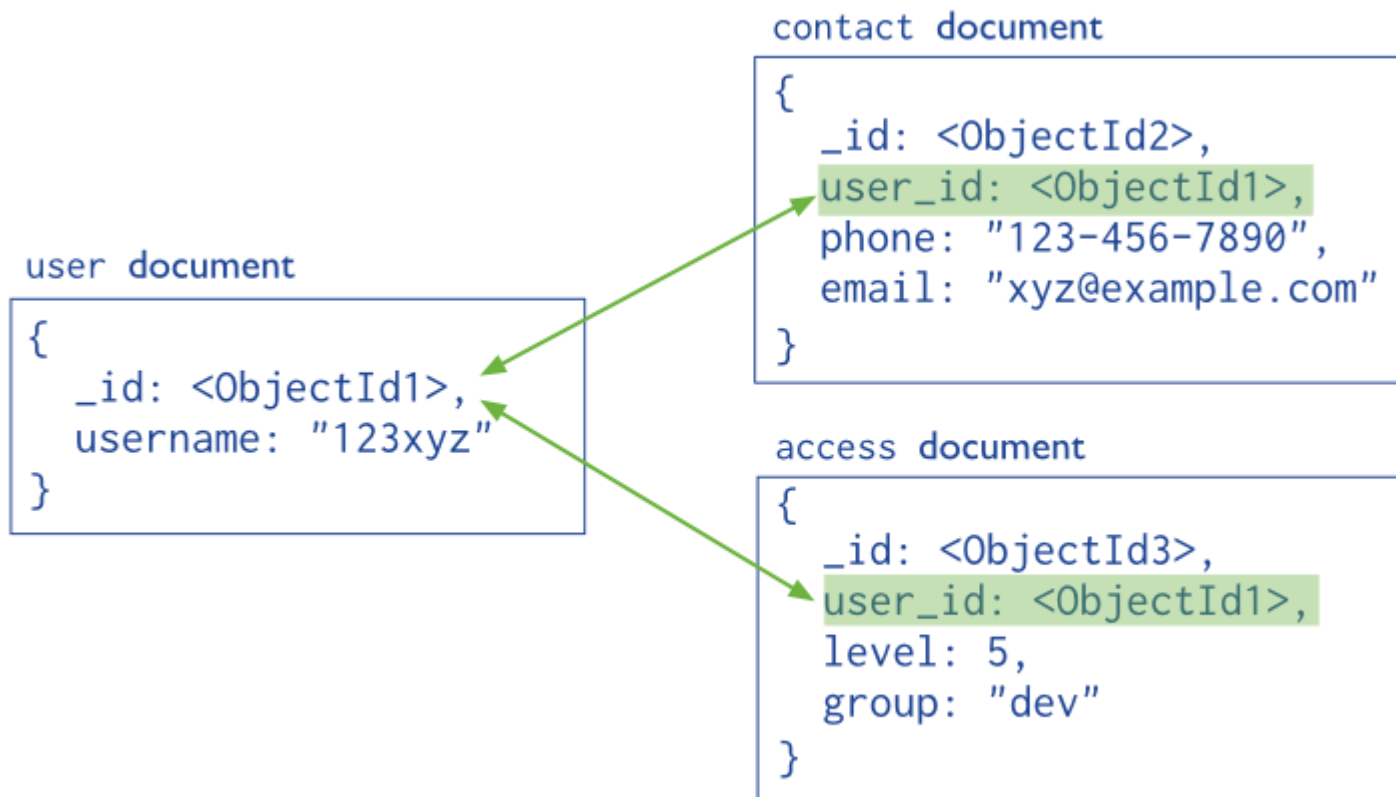 contact document
{
_id: <ObjectId2>,
user_id: <ObjectId1>,
phone: "123-456-7890",
email: "xyz@example.com"
}
user document
{
_id: <ObjectId1>,
username: "123xyz"
}
access document
{
_id: <ObjectId3>,
user_id: <ObjectId1>,
level: 5,
group: "dev"
}